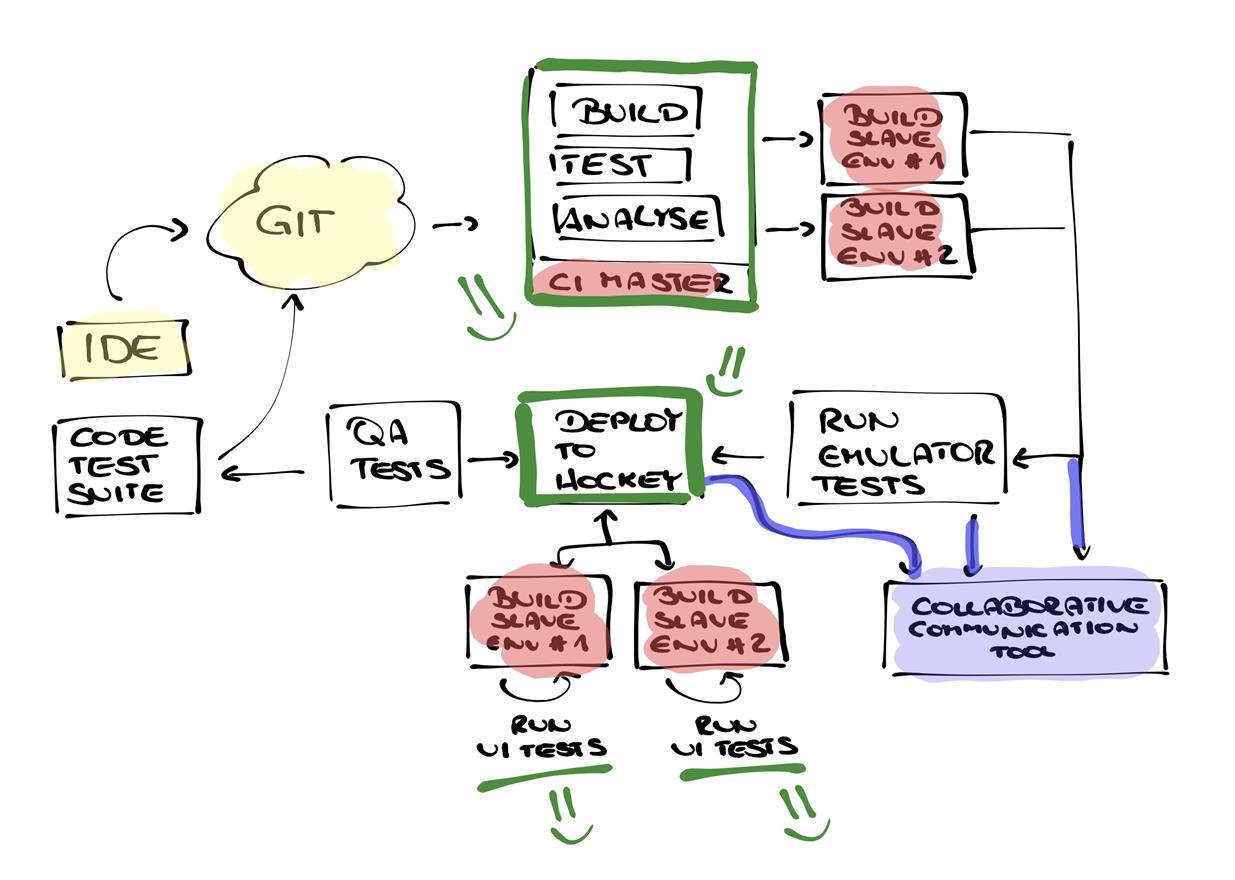 BUILD
TEST
ANALYSE
CI MASTER
BUILD
SLAVE
ENV #1
BUILD
SLAVE
ENV #2
GIT
IDE
CODE
TEST
SUITE
QA
TESTS
DEPLOY
TO
HOCKEY
RUN
EMULATOR
TESTS
BUILD
SLAVE
ENV #1
BUILD
SLAVE
ENV #2
COLLABORATIVE
COMMUNICATION
TOOL
RUN
UI TESTS
RUN
UI TESTS